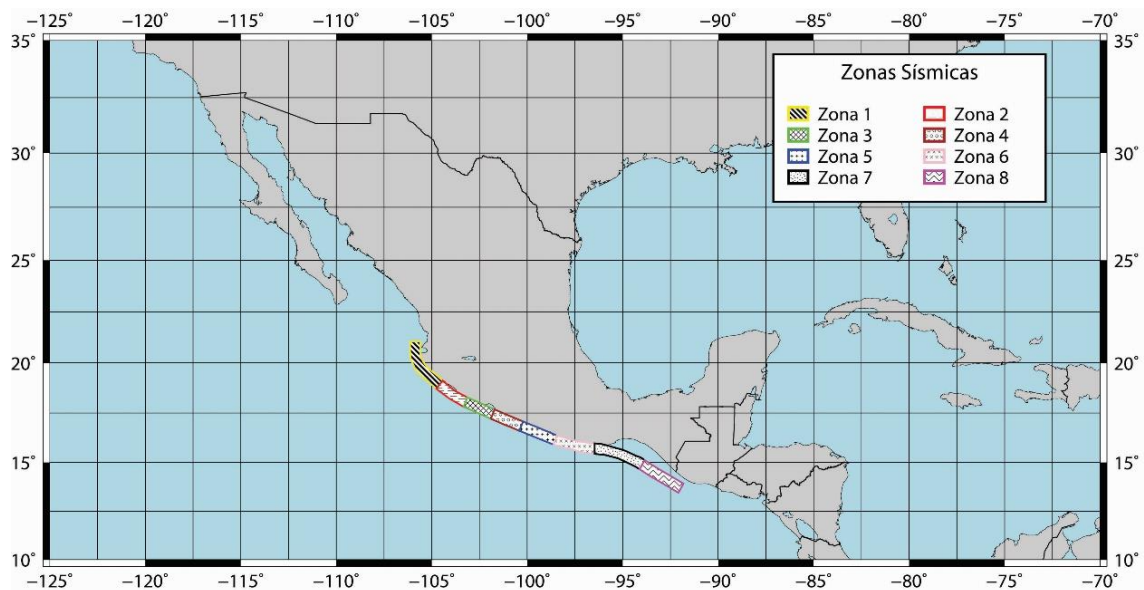 −125° −120° −115° −110° −105° −100° −95° −90° −85° −80° −75° −70°
35° 35°
Zonas Sísmicas
Zona 1 Zona 2
Zona 3 Zona 4
Zona 5 Zona 6
Zona 7 Zona 8
30° 30°
25° 25°
20° 20°
15° 15°
10° 10°
−125° −120° −115° −110° −105° −100° −95° −90° −85° −80° −75° −70°